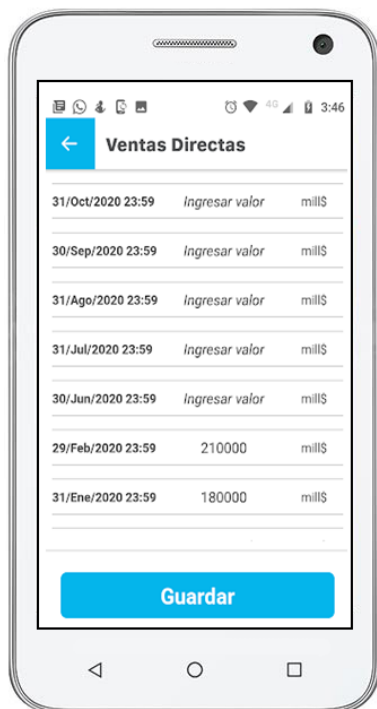 4G 3:46
Ventas Directas
31/Oct/2020 23:59 Ingresar valor mill$
30/Sep/2020 23:59 Ingresar valor mill$
31/Ago/2020 23:59 Ingresar valor mill$
31/Jul/2020 23:59 Ingresar valor mill$
30/Jun/2020 23:59 Ingresar valor mill$
29/Feb/2020 23:59 210000 mill$
31/Ene/2020 23:59 180000 mill$
Guardar